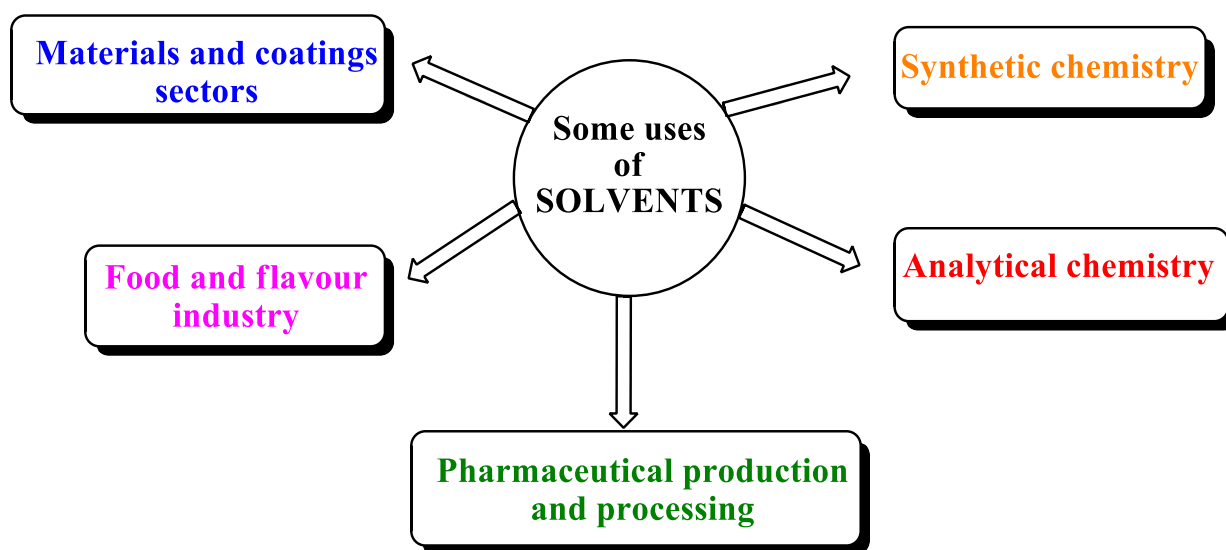 Materials and coatings
sectors
Synthetic chemistry
Some uses
of
SOLVENTS
Food and flavour
industry
Analytical chemistry
Pharmaceutical production
and processing